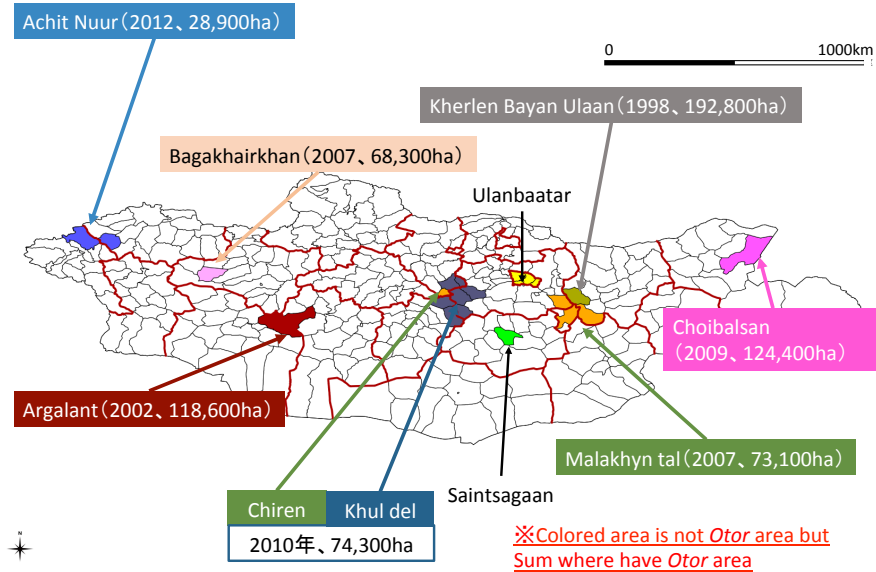 Achit Nuur(2012、28,900ha)
0 1000km
Kherlen Bayan Ulaan(1998、192,800ha)
Bagakhairkhan(2007、68,300ha)
Ulanbaatar
Choibalsan
(2009、124,400ha)
Argalant(2002、118,600ha)
Malakhyn tal(2007、73,100ha)
Saintsagaan
Chiren Khul del
2010年、74,300ha
※Colored area is not Otor area but
Sum where have Otor area
N